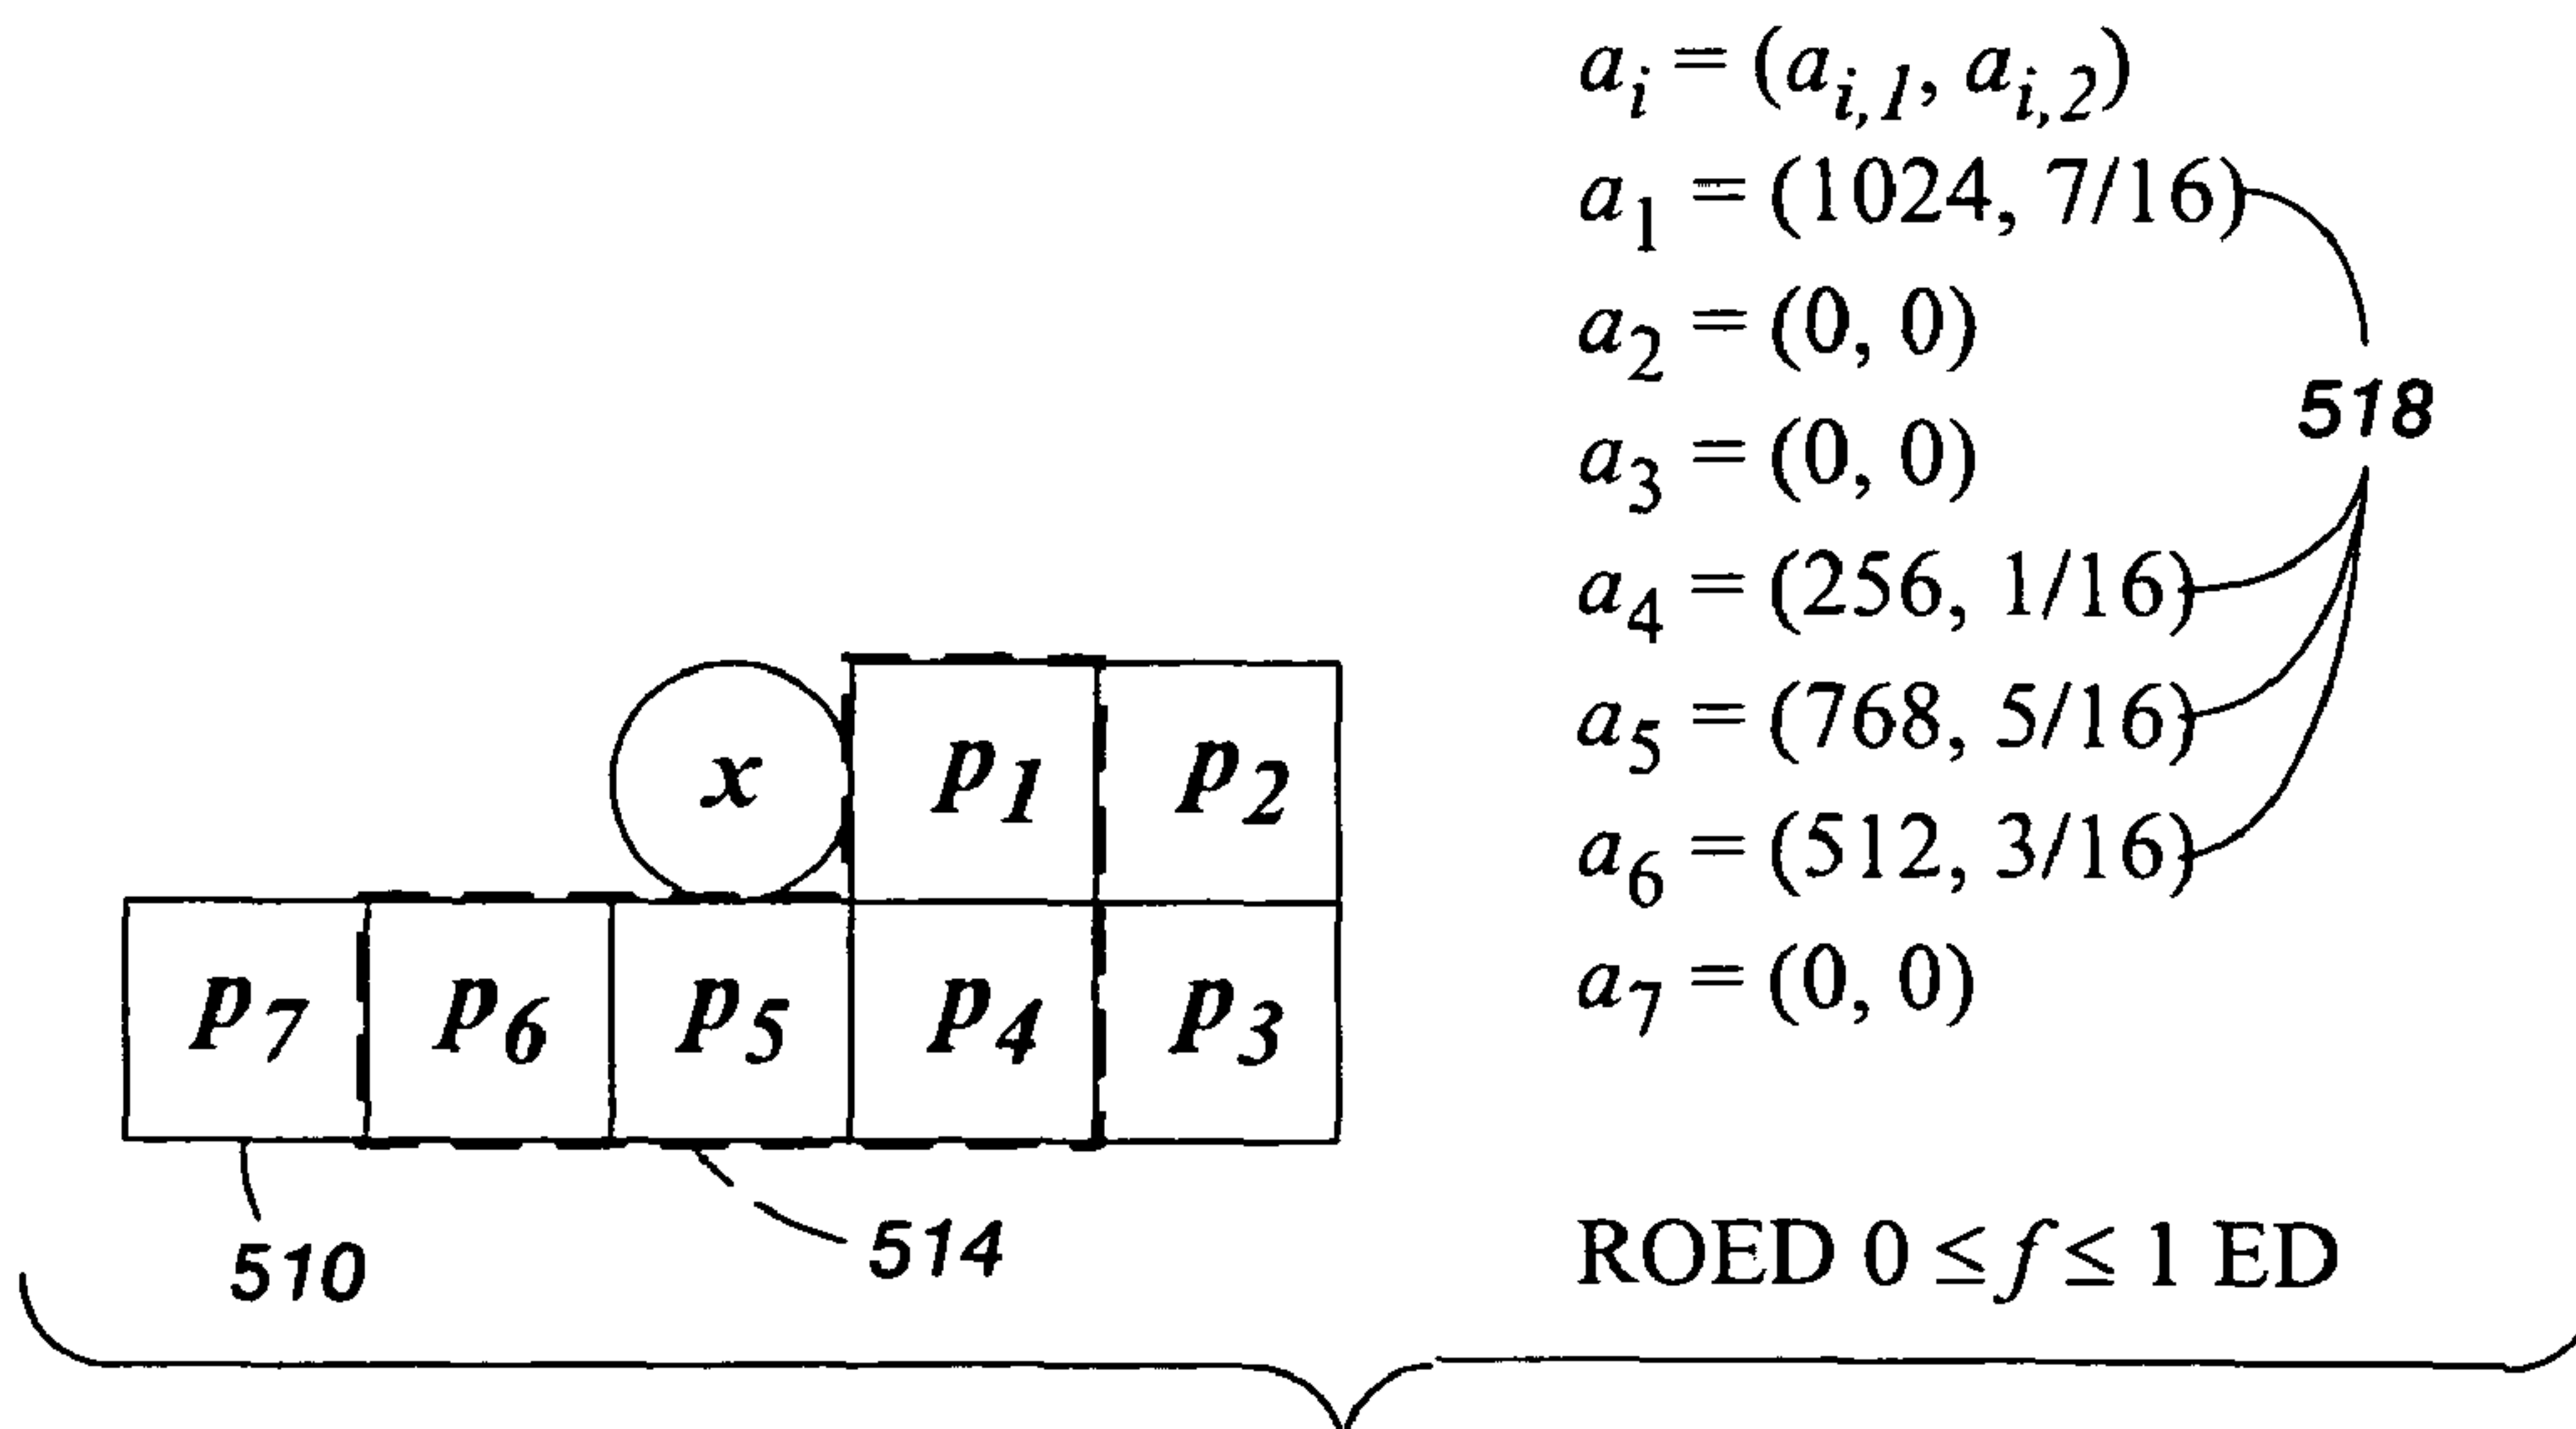 a_i = (a_{i,1}, a_{i,2})
a_1 = (1024, 7/16)
a_2 = (0, 0)
a_3 = (0, 0)
518
a_4 = (256, 1/16)
a_5 = (768, 5/16)
a_6 = (512, 3/16)
a_7 = (0, 0)
x p_1 p_2
p_7 p_6 p_5 p_4 p_3
510 514
ROED 0 ≤ f ≤ 1 ED